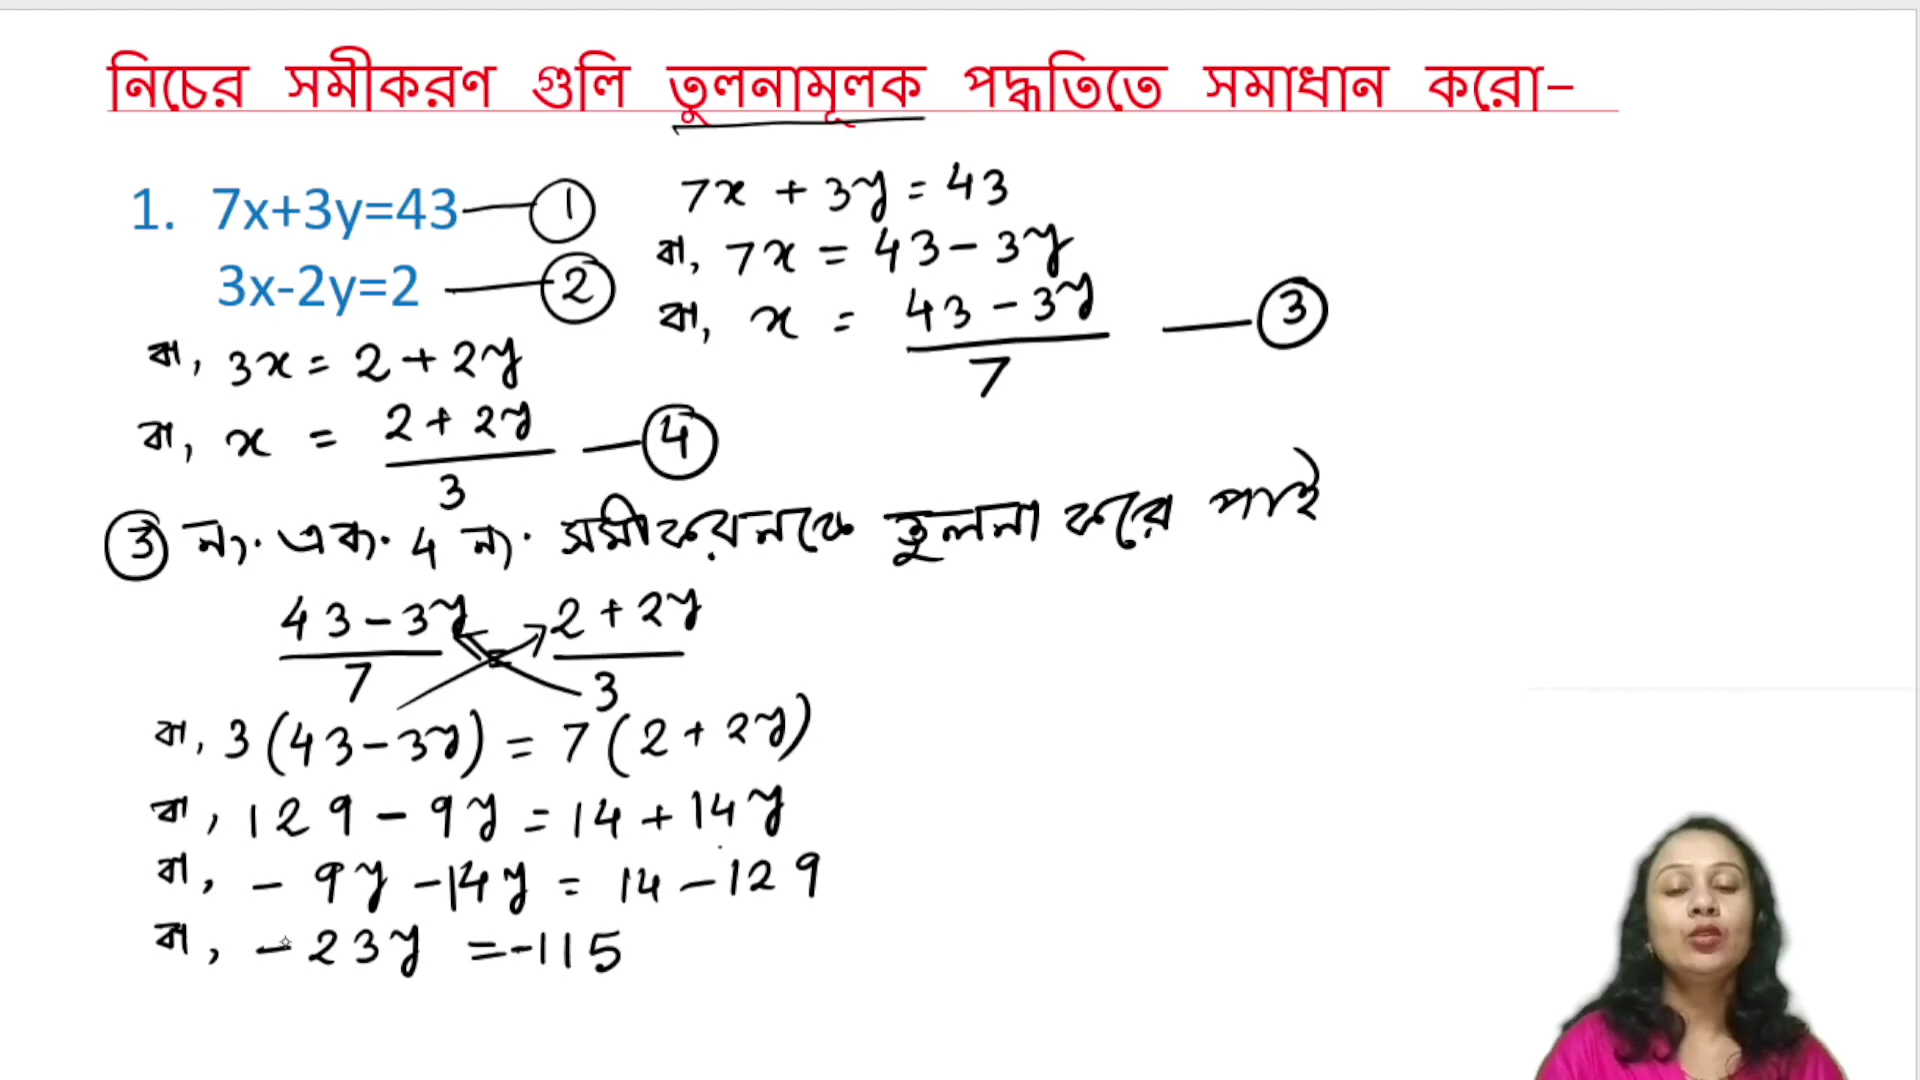 নিচের সমীকরণ গুলি তুলনামূলক পদ্ধতিতে সমাধান করো-
1. 7x+3y=43 — ①
3x-2y=2 — ②
বা, 3x = 2 + 2y
বা, x = (2 + 2y)/3 — ④
7x + 3y = 43
বা, 7x = 43 - 3y
বা, x = (43 - 3y)/7 — ③
③ নং এবং 4 নং সমীকরনকে তুলনা করে পাই
(43 - 3y)/7 = (2 + 2y)/3
বা, 3(43-3y) = 7(2 + 2y)
বা, 129 - 9y = 14 + 14y
বা, - 9y - 14y = 14 - 129
বা, - 23y = -115